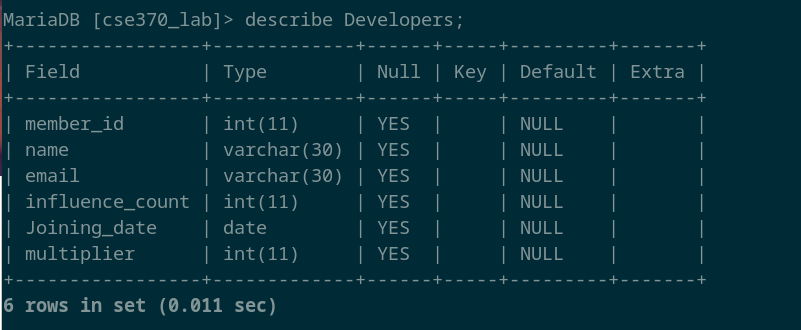 MariaDB [cse370_lab]> describe Developers;
+-----------------+-------------+------+-----+---------+-------+
| Field           | Type        | Null | Key | Default | Extra |
+-----------------+-------------+------+-----+---------+-------+
| member_id       | int(11)     | YES  |     | NULL    |       |
| name            | varchar(30) | YES  |     | NULL    |       |
| email           | varchar(30) | YES  |     | NULL    |       |
| influence_count | int(11)     | YES  |     | NULL    |       |
| Joining_date    | date        | YES  |     | NULL    |       |
| multiplier      | int(11)     | YES  |     | NULL    |       |
+-----------------+-------------+------+-----+---------+-------+
6 rows in set (0.011 sec)